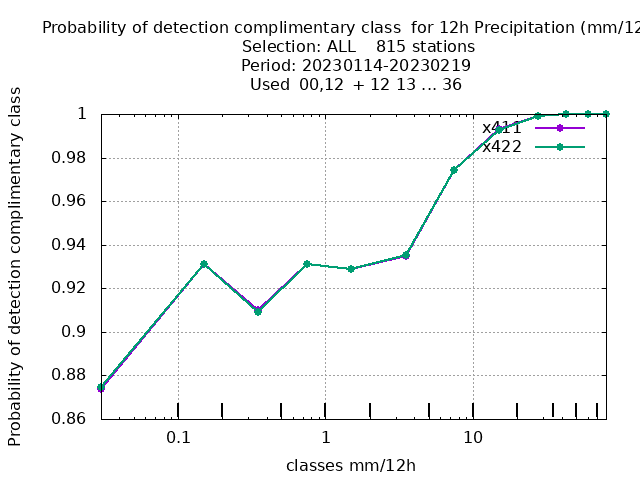 Probability of detection complimentary class  for 12h Precipitation (mm/12
Selection: ALL    815 stations
Period: 20230114-20230219
Used  00,12  + 12 13 ... 36
Probability of detection complimentary class
1
0.98
0.96
0.94
0.92
0.9
0.88
0.86
x411
x422
0.1
1
10
classes mm/12h